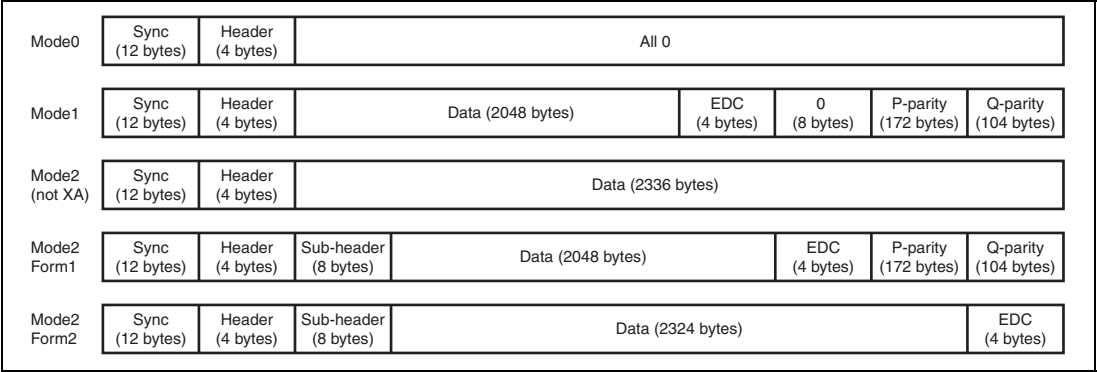 Mode0
Sync
(12 bytes)
Header
(4 bytes)
All 0
Mode1
Sync
(12 bytes)
Header
(4 bytes)
Data (2048 bytes)
EDC
(4 bytes)
0
(8 bytes)
P-parity
(172 bytes)
Q-parity
(104 bytes)
Mode2
(not XA)
Sync
(12 bytes)
Header
(4 bytes)
Data (2336 bytes)
Mode2
Form1
Sync
(12 bytes)
Header
(4 bytes)
Sub-header
(8 bytes)
Data (2048 bytes)
EDC
(4 bytes)
P-parity
(172 bytes)
Q-parity
(104 bytes)
Mode2
Form2
Sync
(12 bytes)
Header
(4 bytes)
Sub-header
(8 bytes)
Data (2324 bytes)
EDC
(4 bytes)